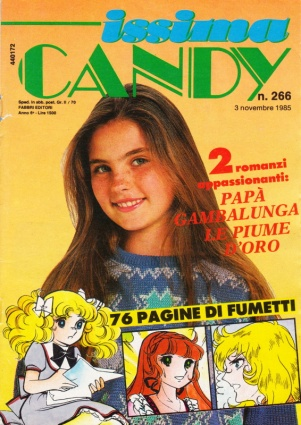 issima
CANDY
440172
Sped. in abb. post. Gr. II / 70
FABBRI EDITORI
Anno 6° - Lire 1500
n. 266
3 novembre 1985
2 romanzi
appassionanti:
PAPÀ
GAMBALUNGA
LE PIUME
D'ORO
76 PAGINE DI FUMETTI